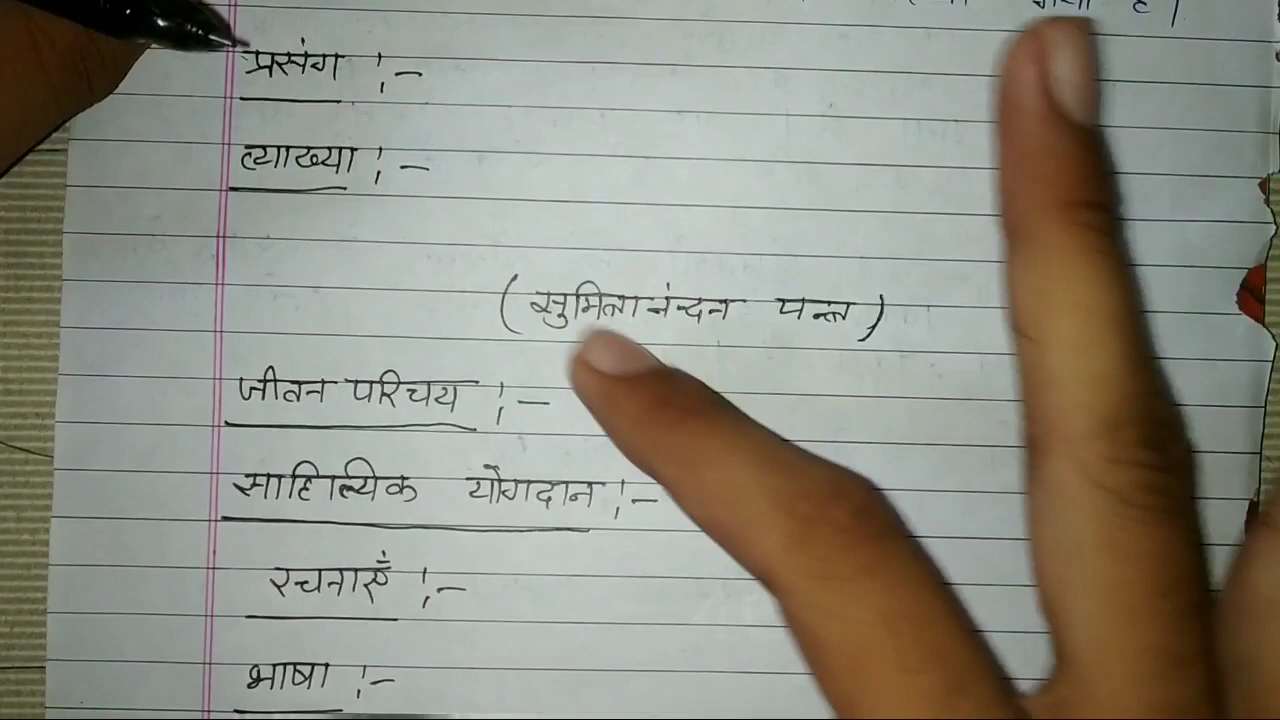 है।
प्रसंग :-
व्याख्या :-
(सुमित्रानंन्दन पन्त)
जीवन परिचय :-
साहित्यिक योगदान :-
रचनाएँ :-
भाषा :-